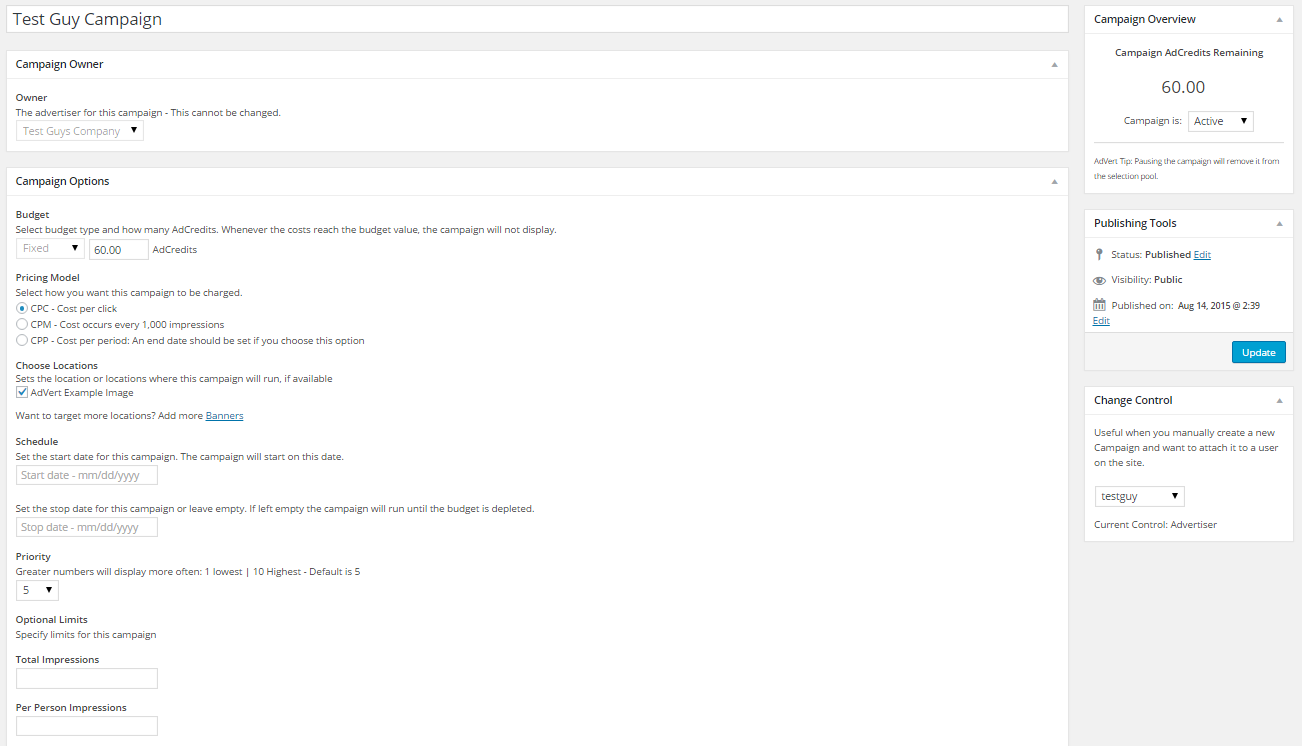 Test Guy Campaign
Campaign Owner
Owner
The advertiser for this campaign - This cannot be changed.
Test Guys Company
Campaign Options
Budget
Select budget type and how many AdCredits. Whenever the costs reach the budget value, the campaign will not display.
Fixed 60.00 AdCredits
Pricing Model
Select how you want this campaign to be charged.
CPC - Cost per click
CPM - Cost occurs every 1,000 impressions
CPP - Cost per period: An end date should be set if you choose this option
Choose Locations
Sets the location or locations where this campaign will run, if available
AdVert Example Image
Want to target more locations? Add more Banners
Schedule
Set the start date for this campaign. The campaign will start on this date.
Start date - mm/dd/yyyy
Set the stop date for this campaign or leave empty. If left empty the campaign will run until the budget is depleted.
Stop date - mm/dd/yyyy
Priority
Greater numbers will display more often: 1 lowest | 10 Highest - Default is 5
5
Optional Limits
Specify limits for this campaign
Total Impressions
Per Person Impressions
Campaign Overview
Campaign AdCredits Remaining
60.00
Campaign is: Active
AdVert Tip: Pausing the campaign will remove it from
the selection pool.
Publishing Tools
Status: Published Edit
Visibility: Public
Published on: Aug 14, 2015 @ 2:39
Edit
Update
Change Control
Useful when you manually create a new
Campaign and want to attach it to a user
on the site.
testguy
Current Control: Advertiser